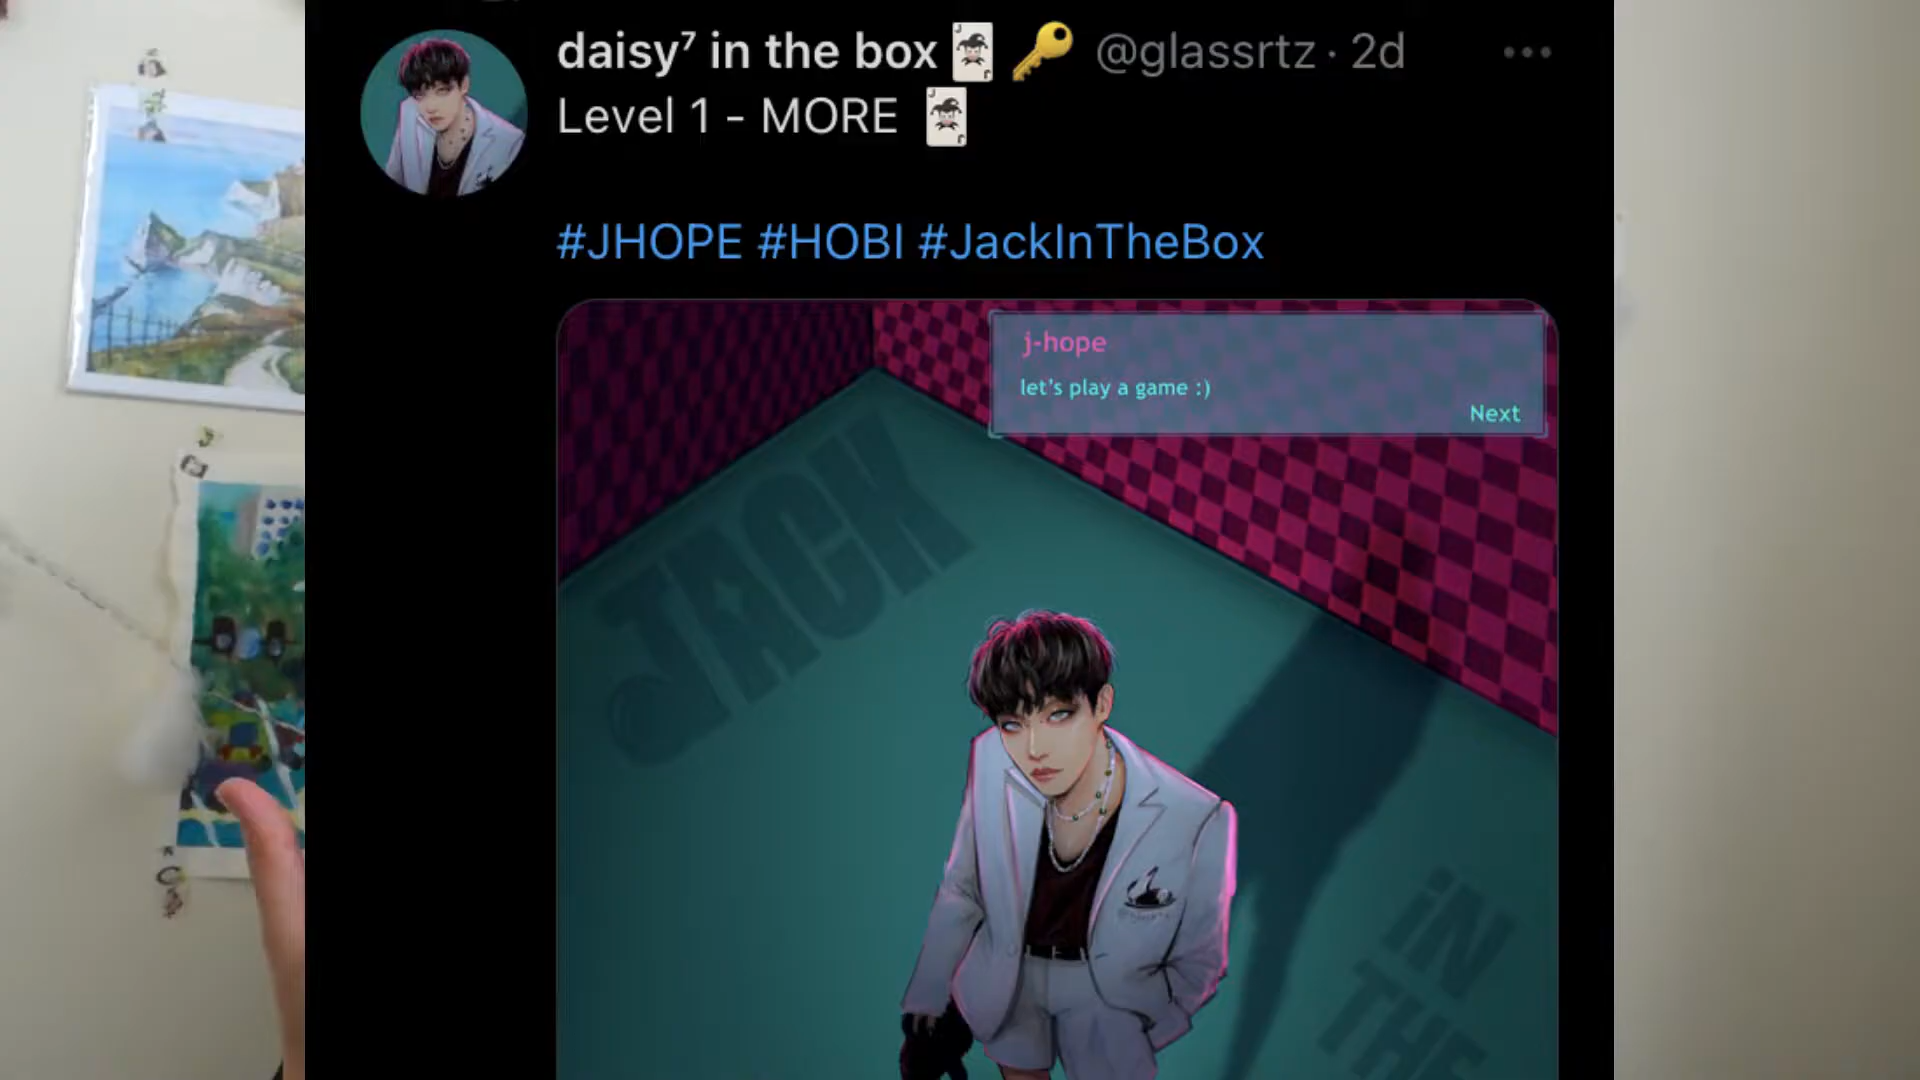 daisy⁷ in the box🃏🔑 @glassrtz · 2d
Level 1 - MORE 🃏
#JHOPE #HOBI #JackInTheBox
j-hope
let's play a game :)
Next
JACK
iN
THE